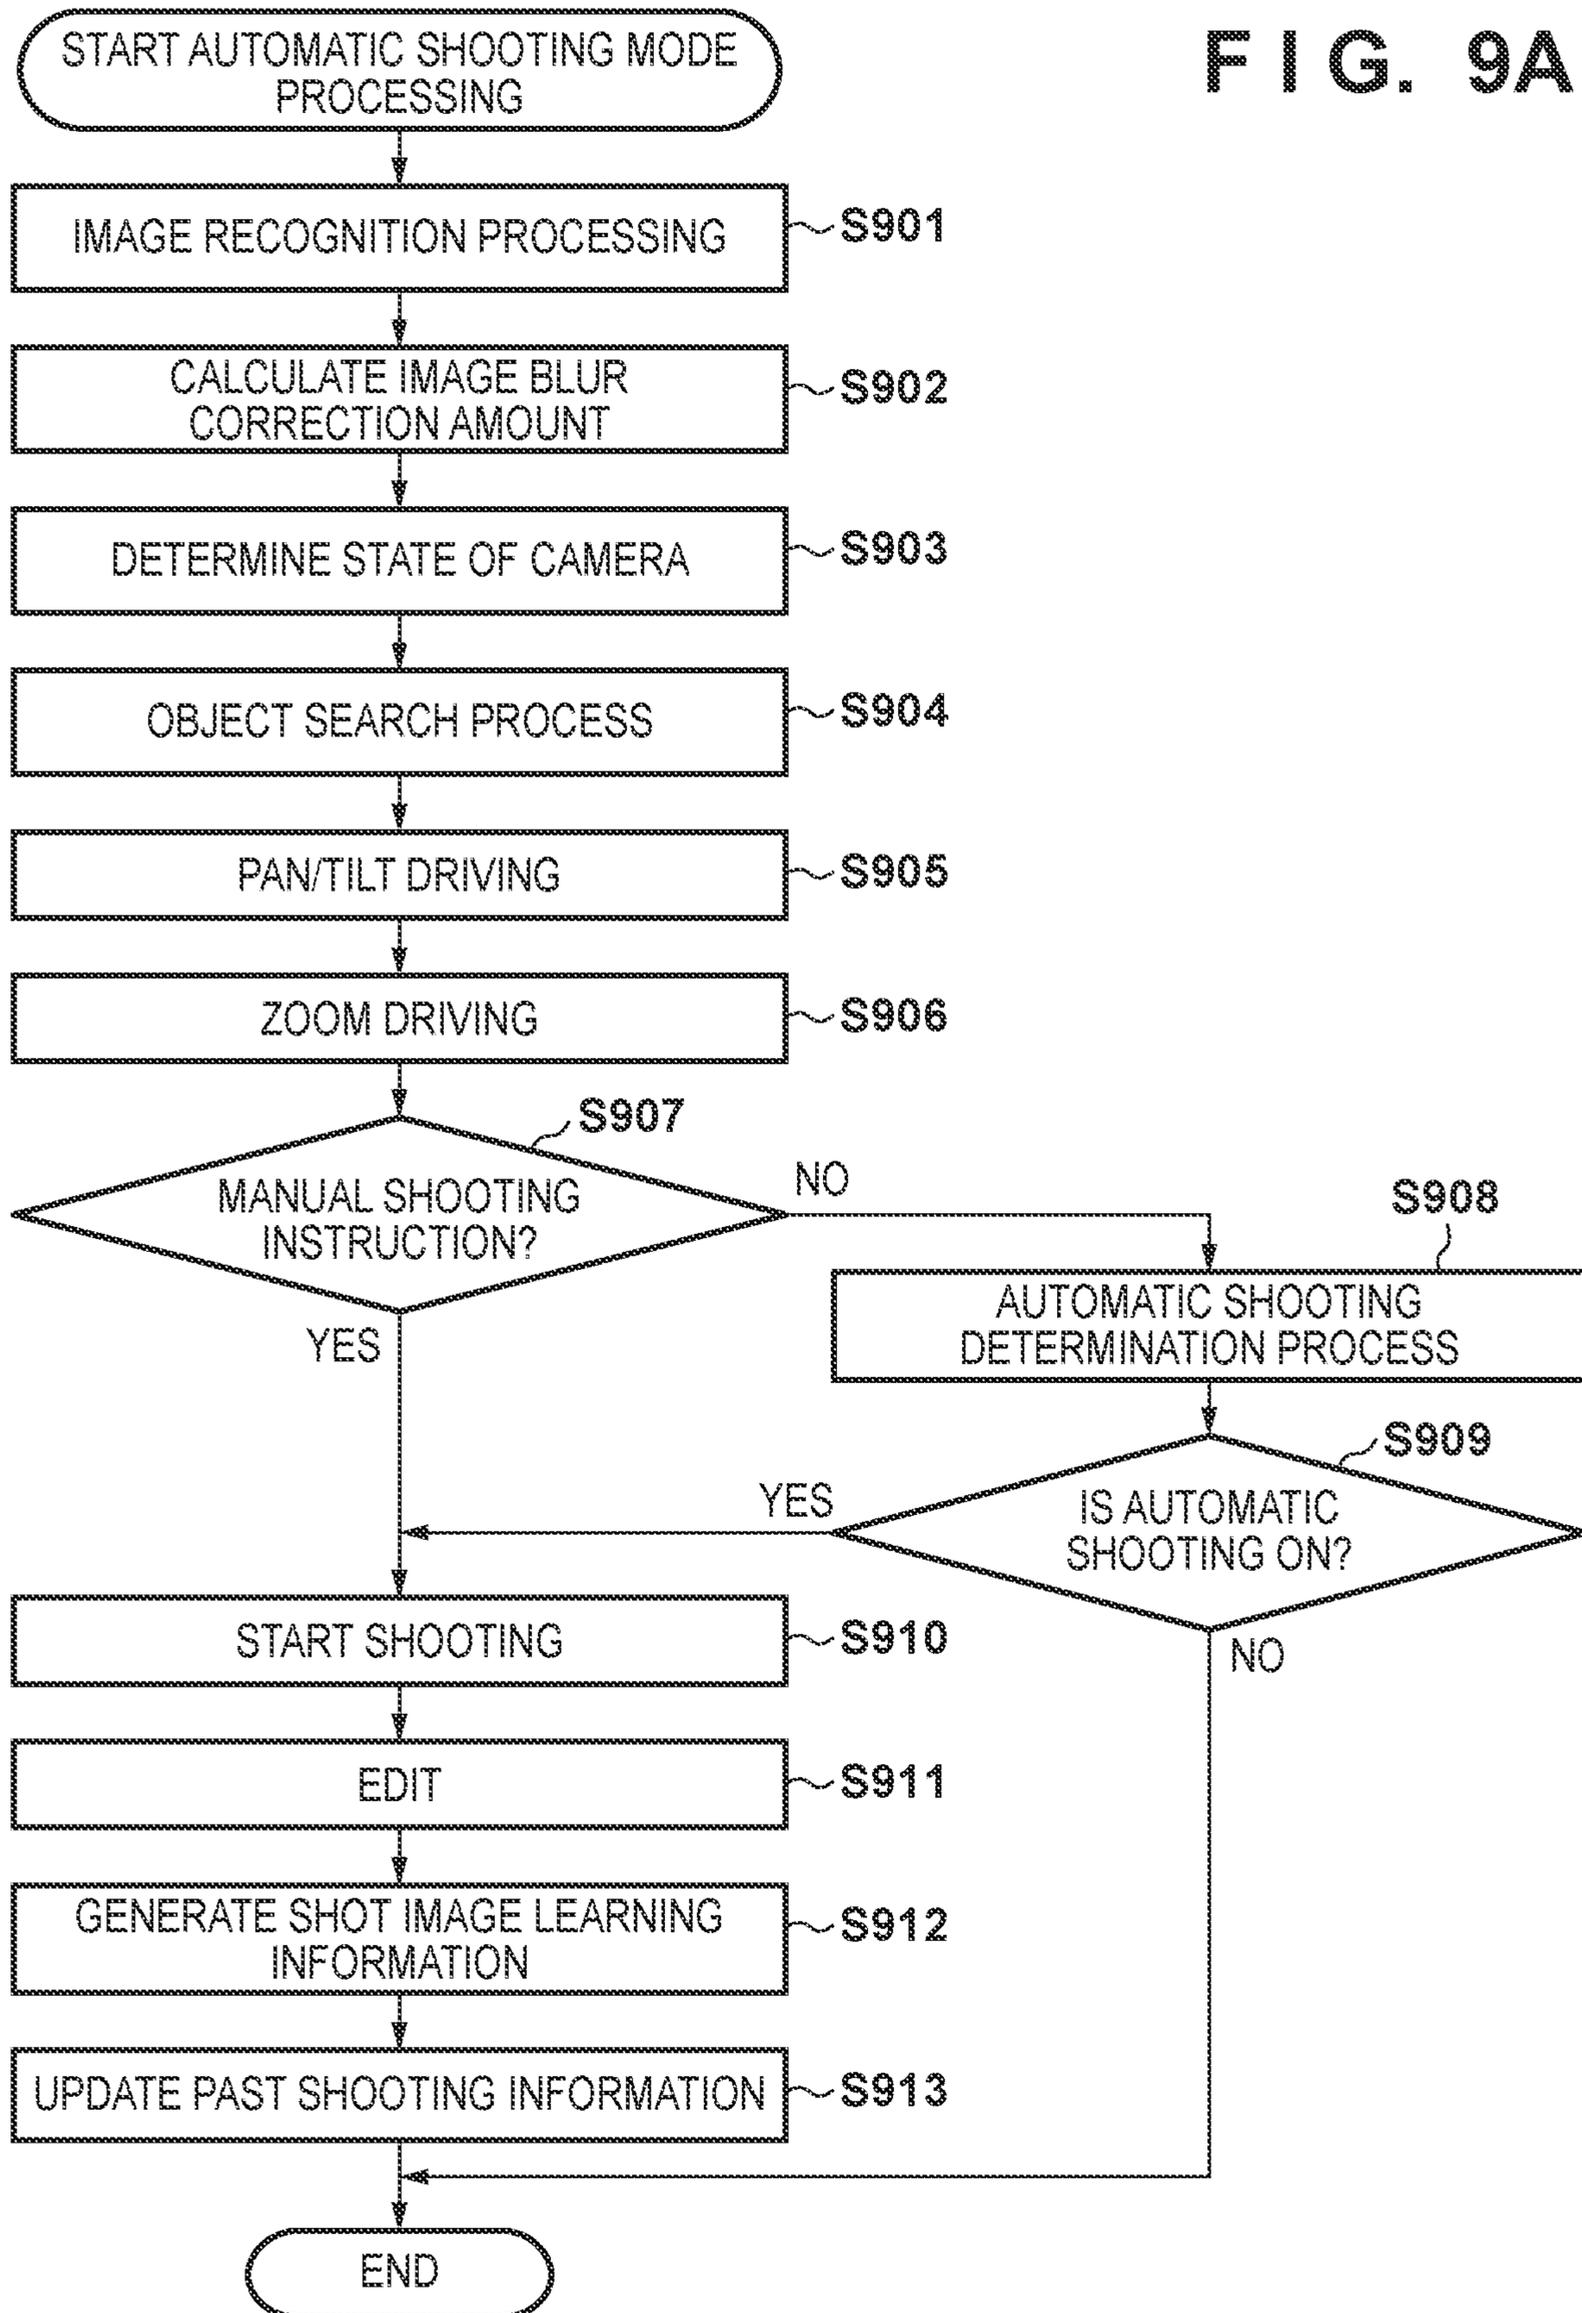 FIG. 9A
START AUTOMATIC SHOOTING MODE
PROCESSING
IMAGE RECOGNITION PROCESSING
S901
CALCULATE IMAGE BLUR
CORRECTION AMOUNT
S902
DETERMINE STATE OF CAMERA
S903
OBJECT SEARCH PROCESS
S904
PAN/TILT DRIVING
S905
ZOOM DRIVING
S906
S907
MANUAL SHOOTING
INSTRUCTION?
NO
YES
S908
AUTOMATIC SHOOTING
DETERMINATION PROCESS
S909
IS AUTOMATIC
SHOOTING ON?
YES
NO
START SHOOTING
S910
EDIT
S911
GENERATE SHOT IMAGE LEARNING
INFORMATION
S912
UPDATE PAST SHOOTING INFORMATION
S913
END